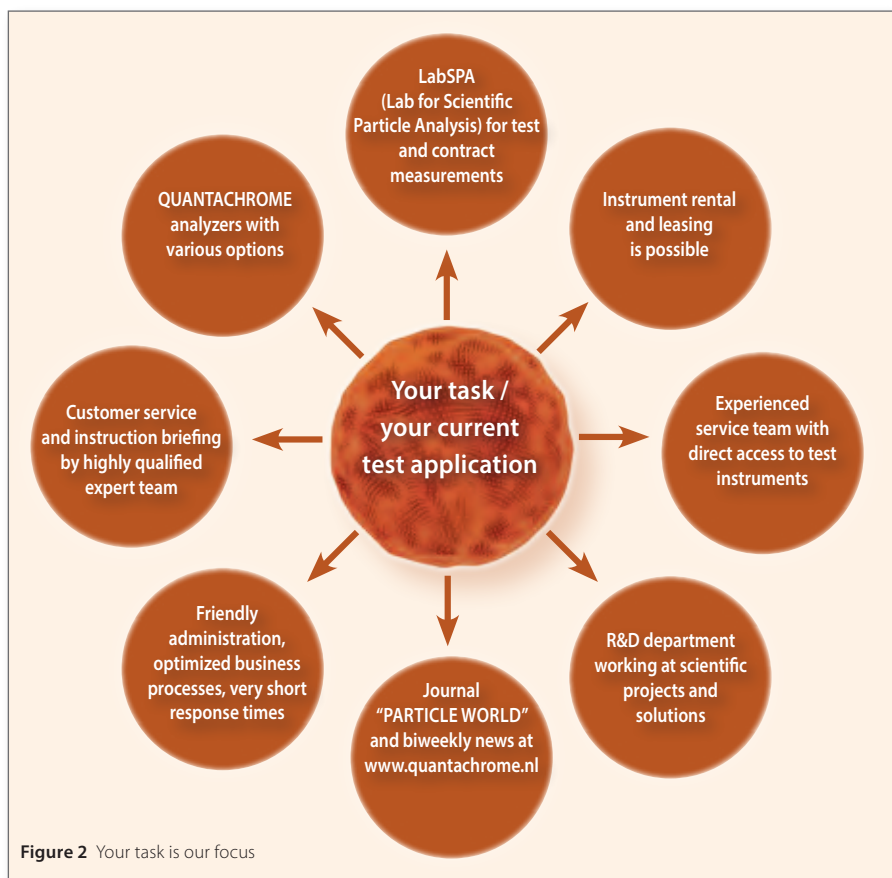 LabSPA
(Lab for Scientific
Particle Analysis) for test
and contract
measurements
QUANTACHROME
analyzers with
various options
Instrument rental
and leasing
is possible
Your task /
your current
test application
Customer service
and instruction briefing
by highly qualified
expert team
Experienced
service team with
direct access to test
instruments
Friendly
administration,
optimized business
processes, very short
response times
R&D department
working at scientific
projects and
solutions
Journal
“PARTICLE WORLD”
and biweekly news at
www.quantachrome.nl
Figure 2 Your task is our focus